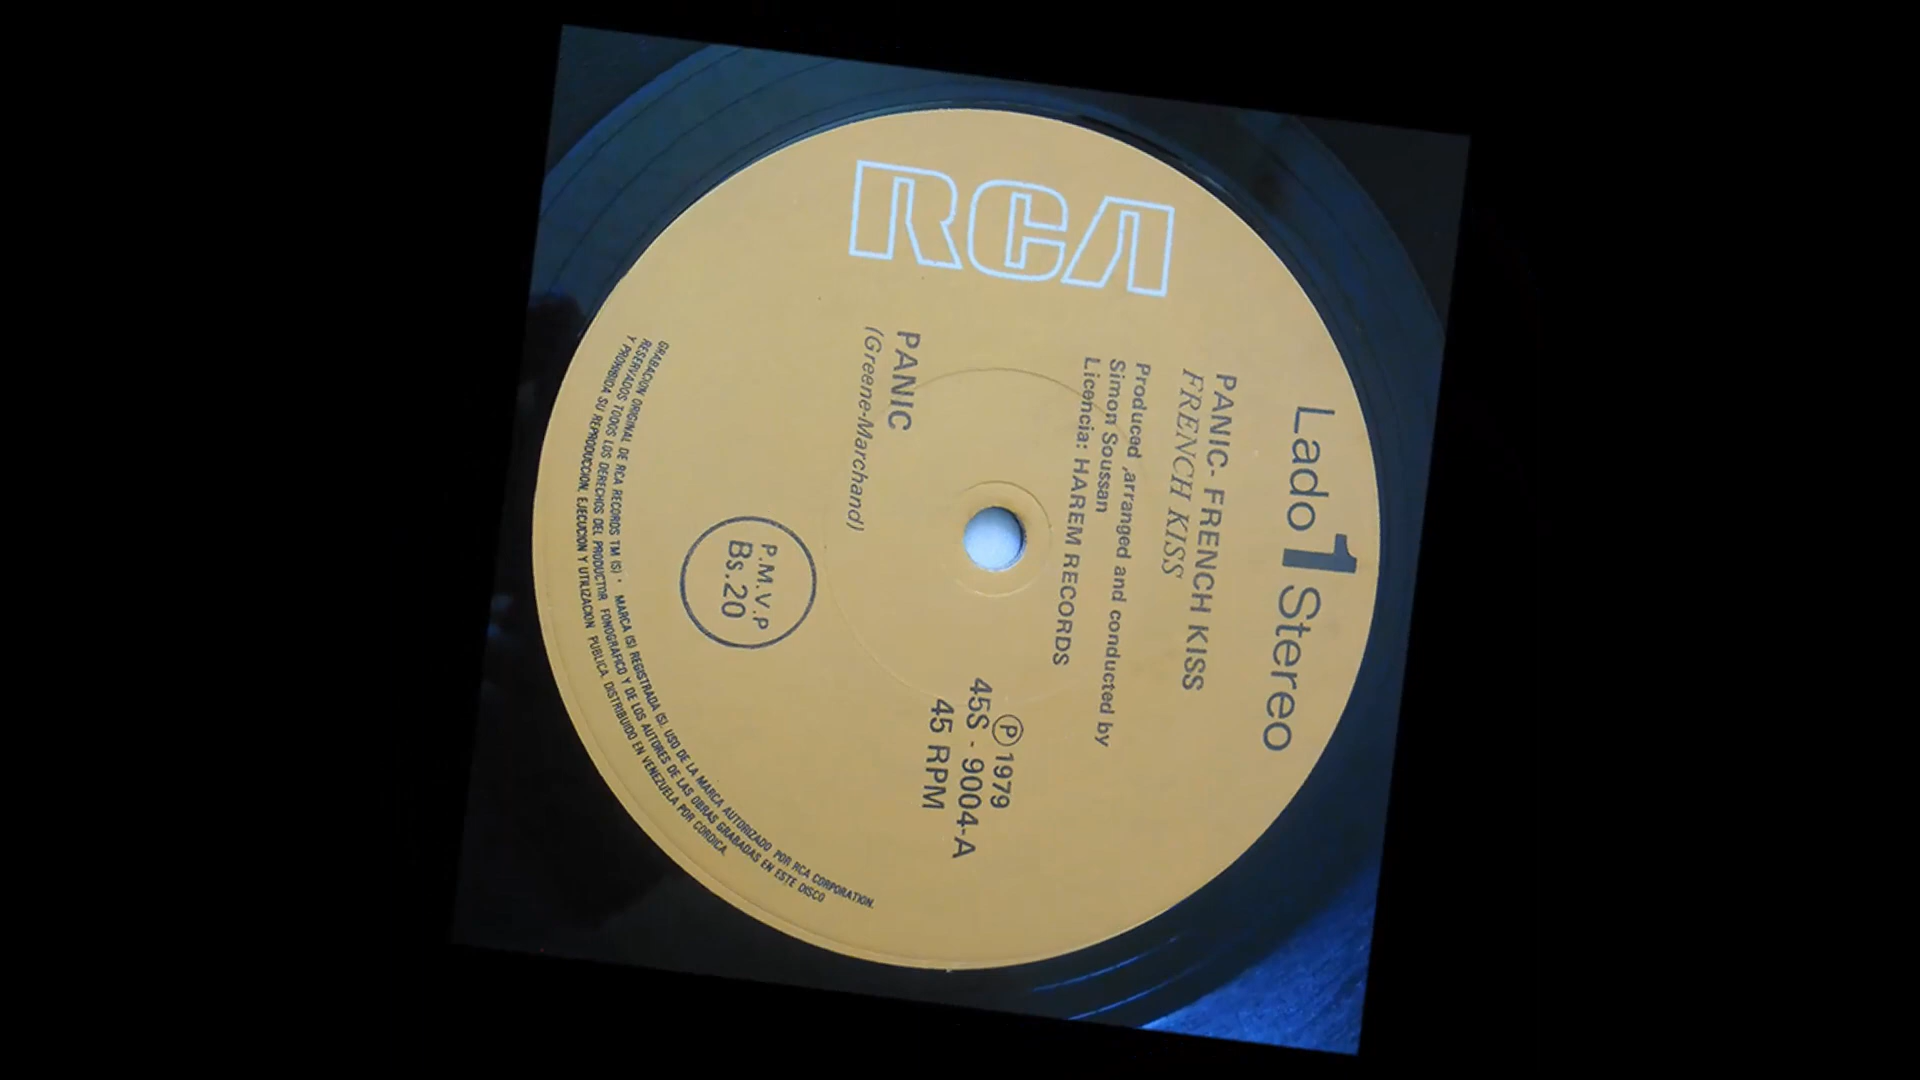 RCA
Lado 1 Stereo
PANIC- FRENCH KISS
FRENCH KISS
Produced ,arranged and conducted by
Simon Soussan
Licencia: HAREM RECORDS
Ⓟ 1979
45S - 9004-A
45 RPM
PANIC
(Greene-Marchand)
P.M.V.P
Bs.20
GRABACION ORIGINAL DE RCA RECORDS TM (S) • MARCA (S) REGISTRADA (S). USO DE LA MARCA AUTORIZADO POR RCA CORPORATION.
RESERVADOS TODOS LOS DERECHOS DEL PRODUCTOR FONOGRAFICO Y DE LOS AUTORES DE LAS OBRAS GRABADAS EN ESTE DISCO
Y PROHIBIDA SU REPRODUCCION, EJECUCION Y UTILIZACION PUBLICA. DISTRIBUIDO EN VENEZUELA POR CORDICA.